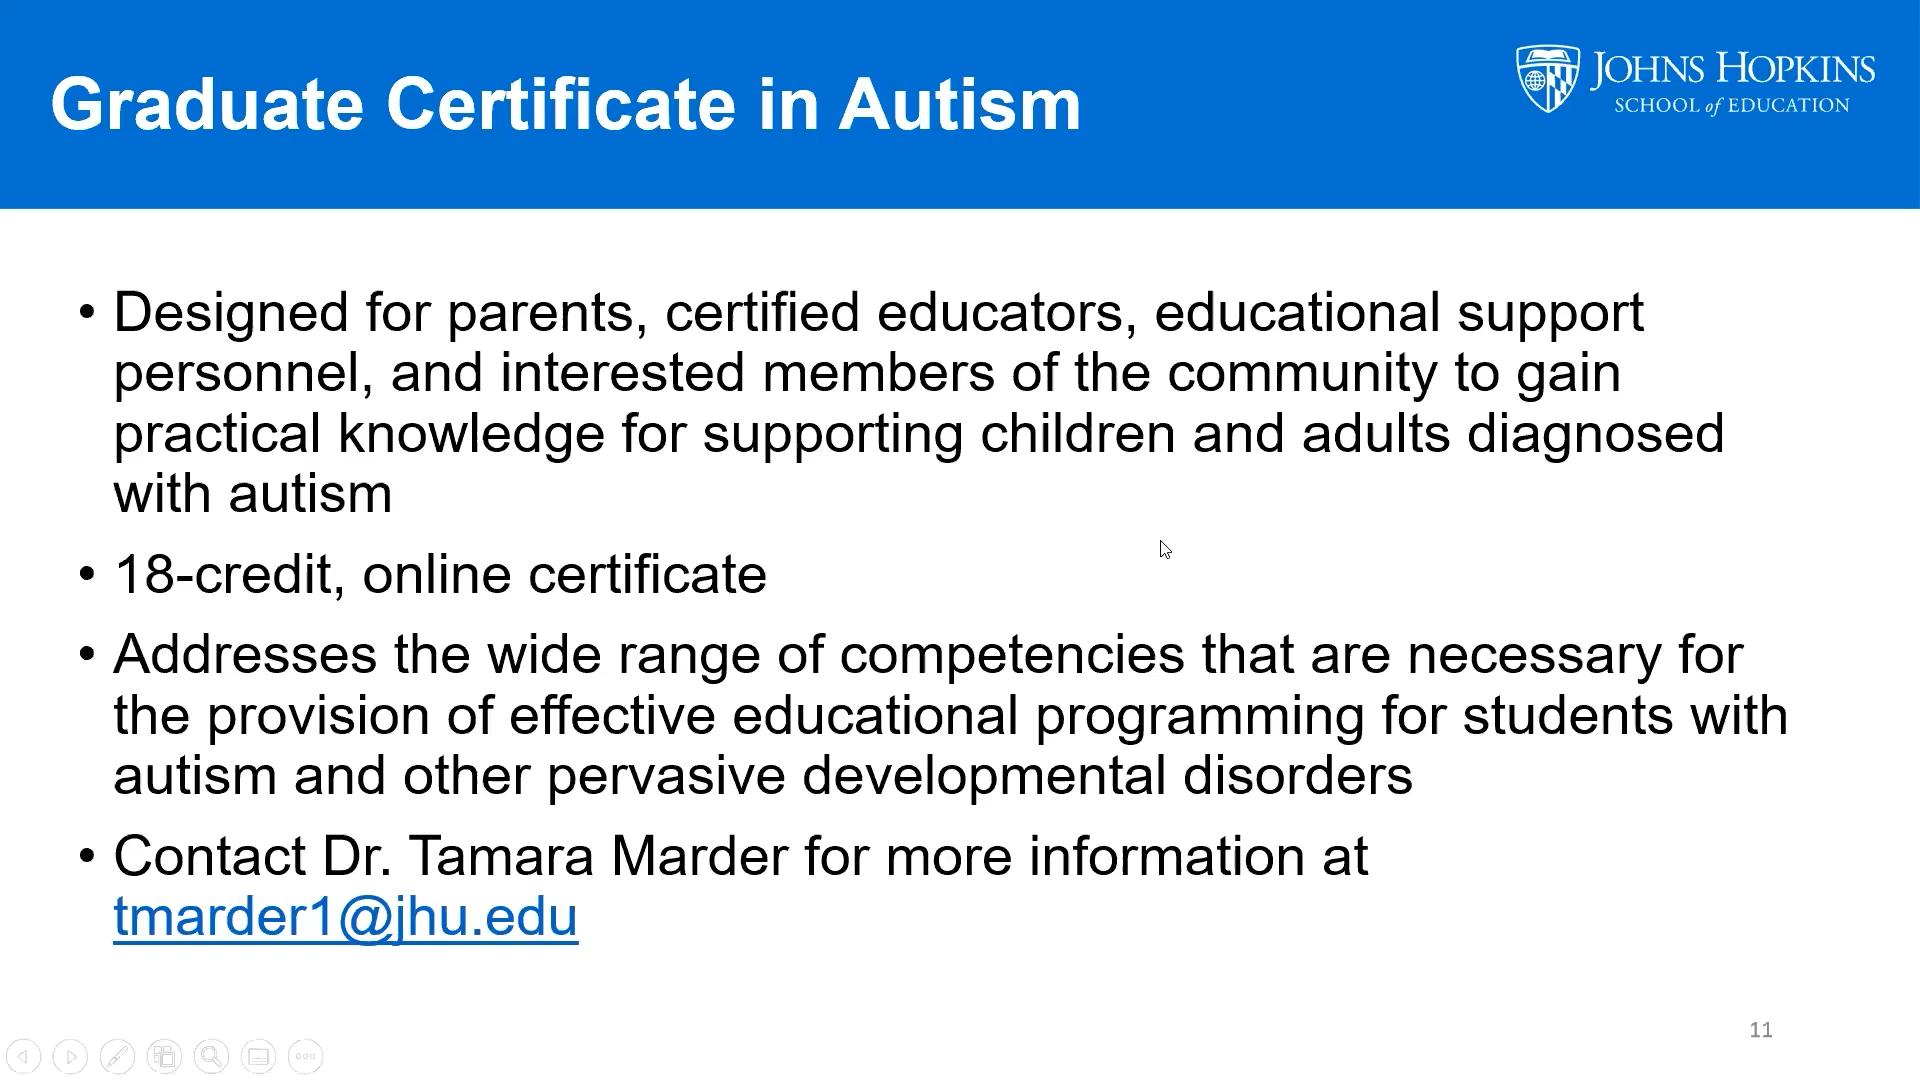 Graduate Certificate in Autism
JOHNS HOPKINS
SCHOOL of EDUCATION
• Designed for parents, certified educators, educational support
personnel, and interested members of the community to gain
practical knowledge for supporting children and adults diagnosed
with autism
• 18-credit, online certificate
• Addresses the wide range of competencies that are necessary for
the provision of effective educational programming for students with
autism and other pervasive developmental disorders
• Contact Dr. Tamara Marder for more information at
tmarder1@jhu.edu
11